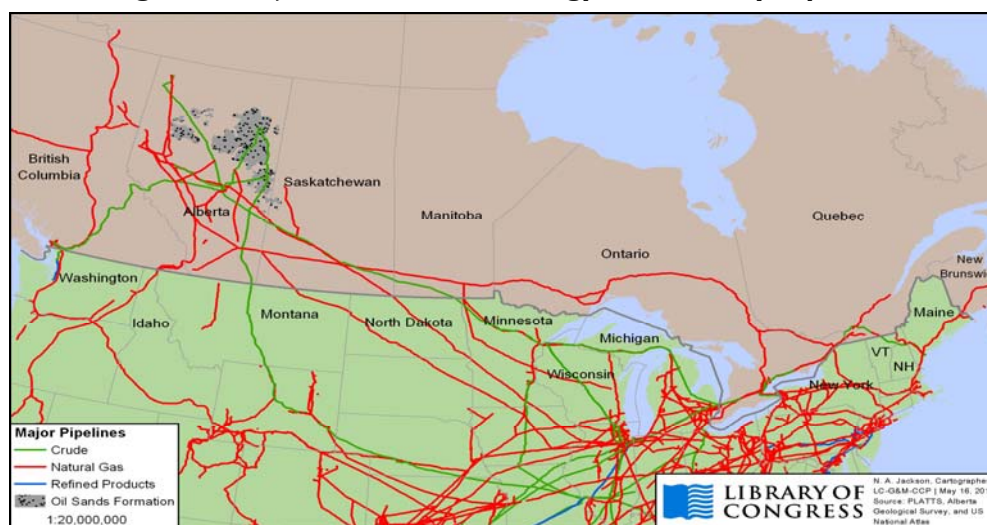 British
Columbia
Alberta
Saskatchewan
Manitoba
Ontario
Quebec
New
Brunswick
Washington
Idaho
Montana
North Dakota
Minnesota
Wisconsin
Michigan
New York
VT
NH
Maine
Major Pipelines
Crude
Natural Gas
Refined Products
Oil Sands Formation
1:20,000,000
LIBRARY OF
CONGRESS
N. A. Jackson, Cartographe
LC-G&M-CCP | May 16, 201
Source: PLATTS, Alberta
Geological Survey, and US
National Atlas